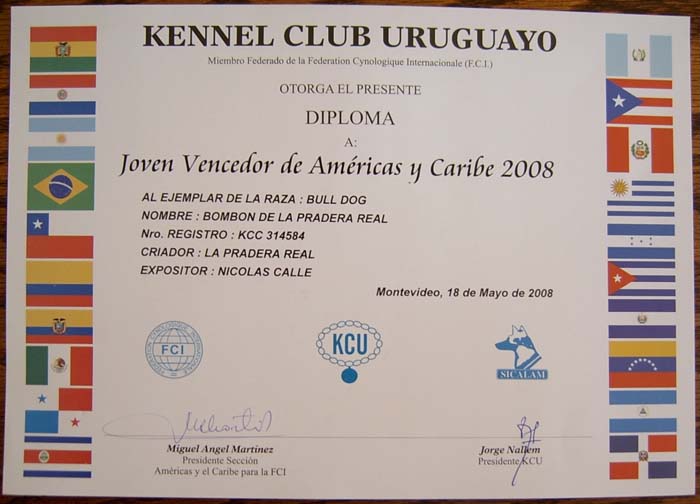 KENNEL CLUB URUGUAYO
Miembro Federado de la Federation Cynologique Internacionale (F.C.I.)
OTORGA EL PRESENTE
DIPLOMA
A:
Joven Vencedor de Américas y Caribe 2008
AL EJEMPLAR DE LA RAZA : BULL DOG
NOMBRE : BOMBON DE LA PRADERA REAL
Nro. REGISTRO : KCC 314584
CRIADOR : LA PRADERA REAL
EXPOSITOR : NICOLAS CALLE
Montevideo, 18 de Mayo de 2008
FCI
KCU
SICALAM
Miguel Angel Martinez
Presidente Sección
Américas y el Caribe para la FCI
Jorge Nallem
Presidente KCU